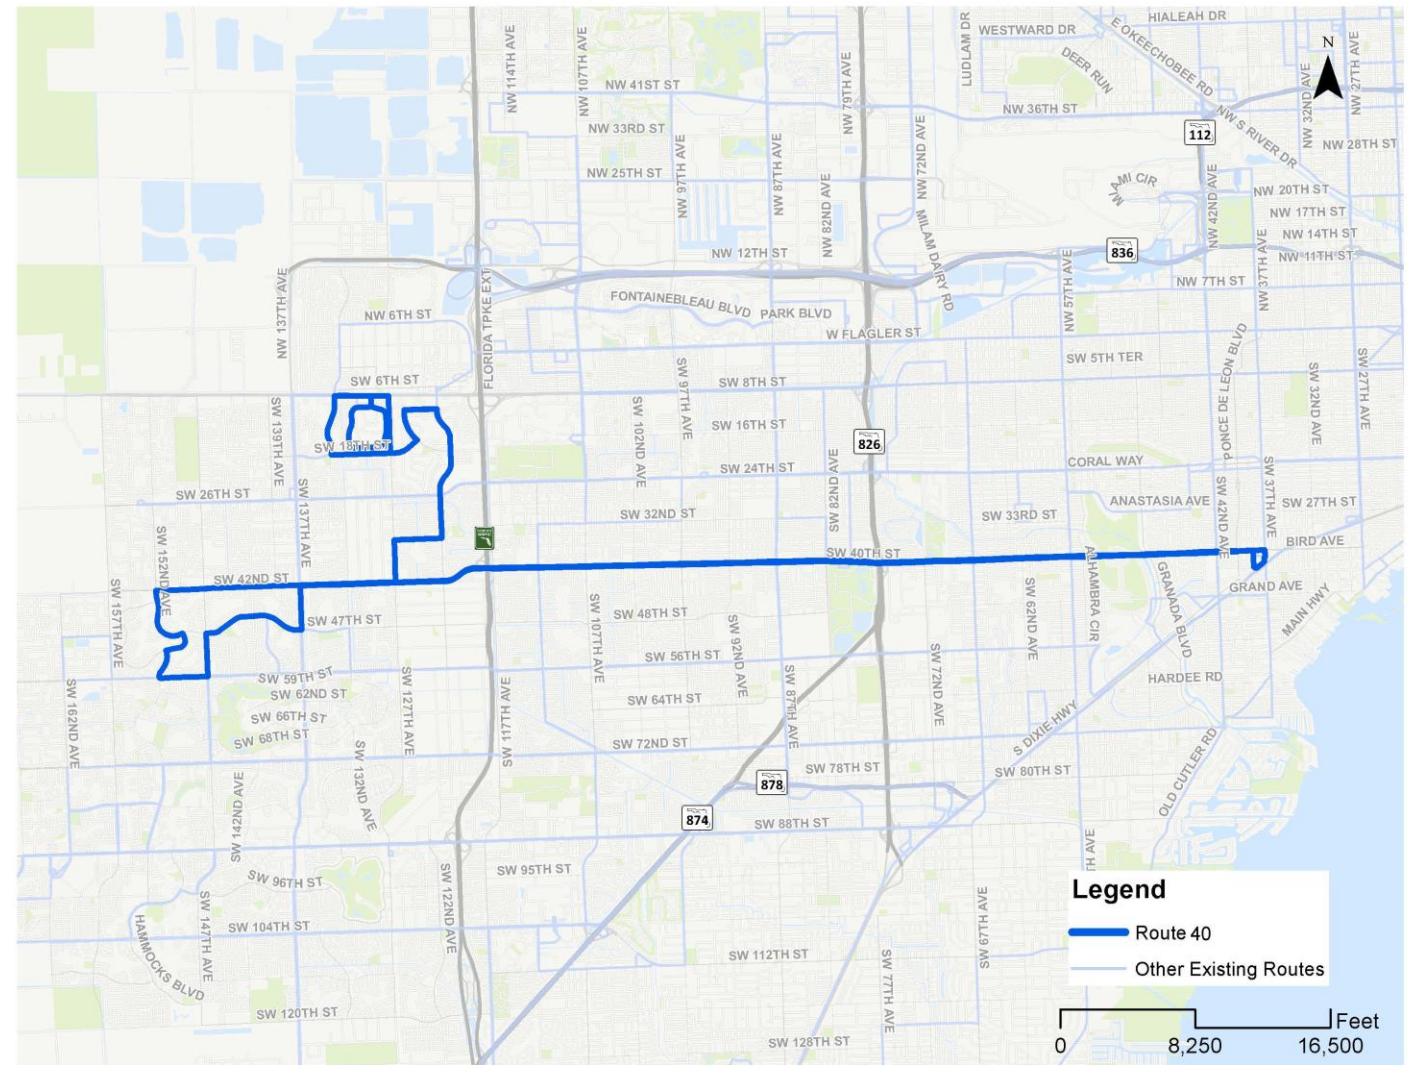 HIALEAH DR
WESTWARD DR
E OKEECHOBEE RD
LUDLAM DR
DEER RUN
NW 114TH AVE
NW 107TH AVE
NW 79TH AVE
NW 32ND AVE
NW 27TH AVE
N
NW 41ST ST
NW 36TH ST
112
NW S RIVER DR
NW 33RD ST
NW 28TH ST
NW 97TH AVE
NW 87TH AVE
NW 72ND AVE
NW 25TH ST
MIAMI CIR
NW 82ND AVE
NW 42ND AVE
NW 20TH ST
NW 17TH ST
NW 14TH ST
NW 11TH ST
MILAM DAIRY RD
NW 12TH ST
836
NW 37TH AVE
NW 137TH AVE
FLORIDA TPKE EXT
NW 57TH AVE
NW 7TH ST
FONTAINEBLEAU BLVD
PARK BLVD
NW 6TH ST
W FLAGLER ST
PONCE DE LEON BLVD
SW 5TH TER
SW 6TH ST
SW 8TH ST
SW 97TH AVE
SW 32ND AVE
SW 27TH AVE
SW 139TH AVE
SW 102ND AVE
SW 16TH ST
SW 18TH ST
826
SW 24TH ST
CORAL WAY
SW 82ND AVE
SW 42ND AVE
SW 37TH AVE
SW 26TH ST
SW 137TH AVE
ANASTASIA AVE
SW 27TH ST
SW 32ND ST
SW 33RD ST
SW 152ND AVE
SW 40TH ST
BIRD AVE
ALHAMBRA CIR
GRANADA BLVD
SW 42ND ST
SW 157TH AVE
GRAND AVE
MAIN HWY
SW 107TH AVE
SW 62ND AVE
SW 47TH ST
SW 48TH ST
SW 92ND AVE
SW 72ND AVE
SW 56TH ST
SW 59TH ST
SW 87TH AVE
HARDEE RD
SW 162ND AVE
SW 62ND ST
SW 127TH AVE
SW 117TH AVE
SW 64TH ST
SW 66TH ST
SW 68TH ST
S DIXIE HWY
OLD CUTLER RD
SW 72ND ST
SW 132ND AVE
SW 142ND AVE
SW 78TH ST
SW 80TH ST
878
874
SW 88TH ST
SW 95TH ST
SW 96TH ST
SW 122ND AVE
SW 147TH AVE
SW 67TH AVE
TH AVE
SW 104TH ST
HAMMOCKS BLVD
SW 112TH ST
SW 77TH AVE
SW 120TH ST
SW 128TH ST
Legend
Route 40
Other Existing Routes
Feet
0 8,250 16,500